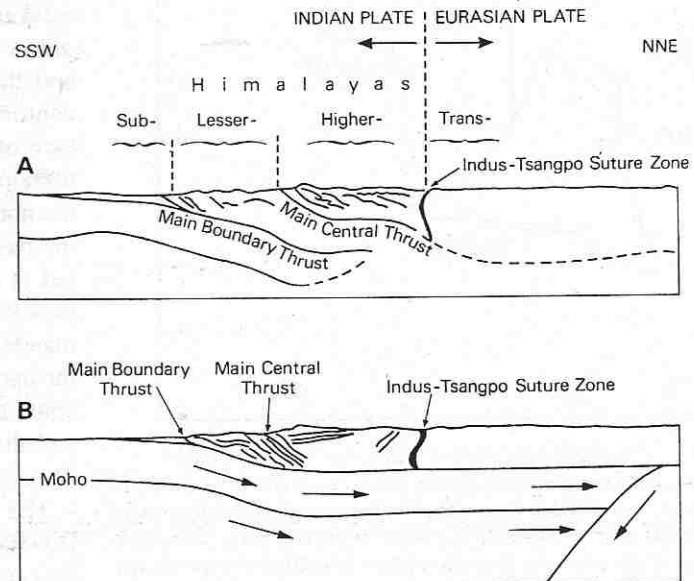 INDIAN PLATE EURASIAN PLATE
SSW NNE
Himalayas
Sub- Lesser- Higher- Trans-
A
Indus-Tsangpo Suture Zone
Main Boundary Thrust
Main Central Thrust
Main Boundary Thrust
Main Central Thrust
Indus-Tsangpo Suture Zone
B
Moho